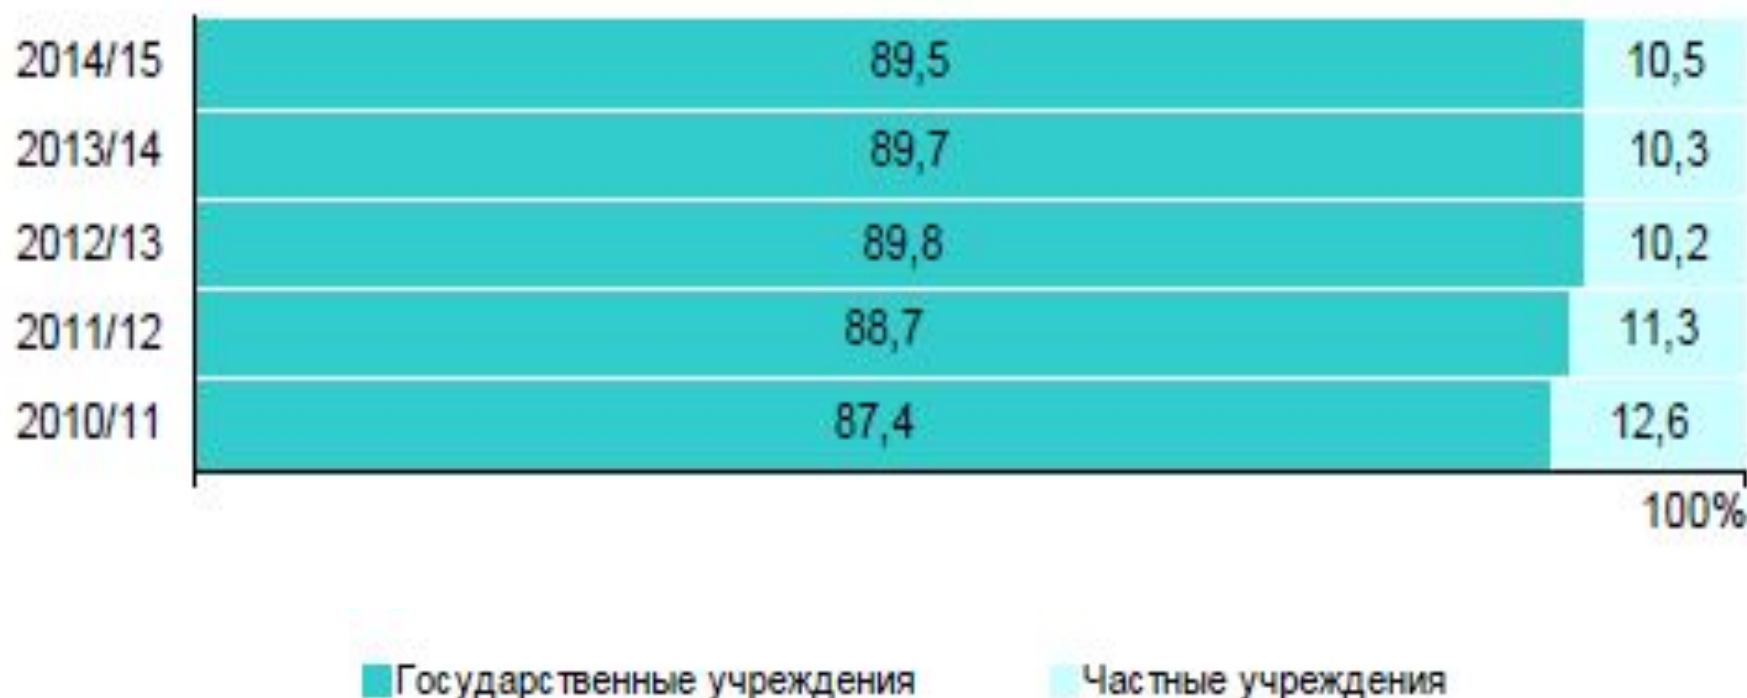 2014/15 89,5 10,5
2013/14 89,7 10,3
2012/13 89,8 10,2
2011/12 88,7 11,3
2010/11 87,4 12,6
100%
Государственные учреждения Частные учреждения